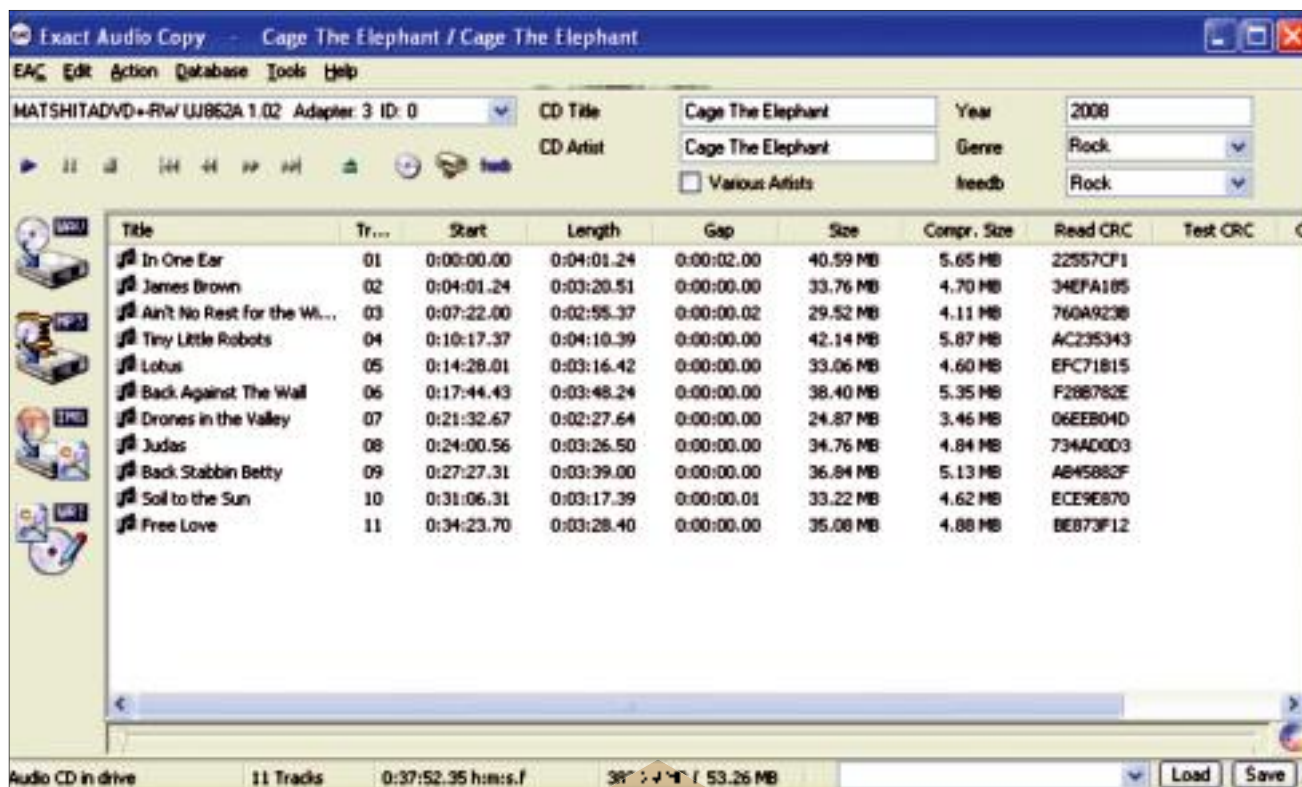 Exact Audio Copy - Cage The Elephant / Cage The Elephant
EAC Edit Action Database Tools Help
MATSHITADVD+-RW UJ862A 1.02 Adapter: 3 ID: 0
CD Title Cage The Elephant Year 2008
CD Artist Cage The Elephant Genre Rock
Various Artists freedb Rock
freedb
WAV
MP3
IMG
WRI
Title Tr... Start Length Gap Size Compr. Size Read CRC Test CRC C
In One Ear 01 0:00:00.00 0:04:01.24 0:00:02.00 40.59 MB 5.65 MB 22557CF1
James Brown 02 0:04:01.24 0:03:20.51 0:00:00.00 33.76 MB 4.70 MB 34EFA185
Ain't No Rest for the Wi... 03 0:07:22.00 0:02:55.37 0:00:00.02 29.52 MB 4.11 MB 760A923B
Tiny Little Robots 04 0:10:17.37 0:04:10.39 0:00:00.00 42.14 MB 5.87 MB AC235343
Lotus 05 0:14:28.01 0:03:16.42 0:00:00.00 33.06 MB 4.60 MB EFC71815
Back Against The Wall 06 0:17:44.43 0:03:48.24 0:00:00.00 38.40 MB 5.35 MB F28B782E
Drones in the Valley 07 0:21:32.67 0:02:27.64 0:00:00.00 24.87 MB 3.46 MB 06EEB04D
Judas 08 0:24:00.56 0:03:26.50 0:00:00.00 34.76 MB 4.84 MB 734AD0D3
Back Stabbin Betty 09 0:27:27.31 0:03:39.00 0:00:00.00 36.84 MB 5.13 MB AB45882F
Soil to the Sun 10 0:31:06.31 0:03:17.39 0:00:00.01 33.22 MB 4.62 MB ECE9E870
Free Love 11 0:34:23.70 0:03:28.40 0:00:00.00 35.08 MB 4.88 MB BE873F12
Audio CD in drive 11 Tracks 0:37:52.35 h:m:s.f 53.26 MB Load Save